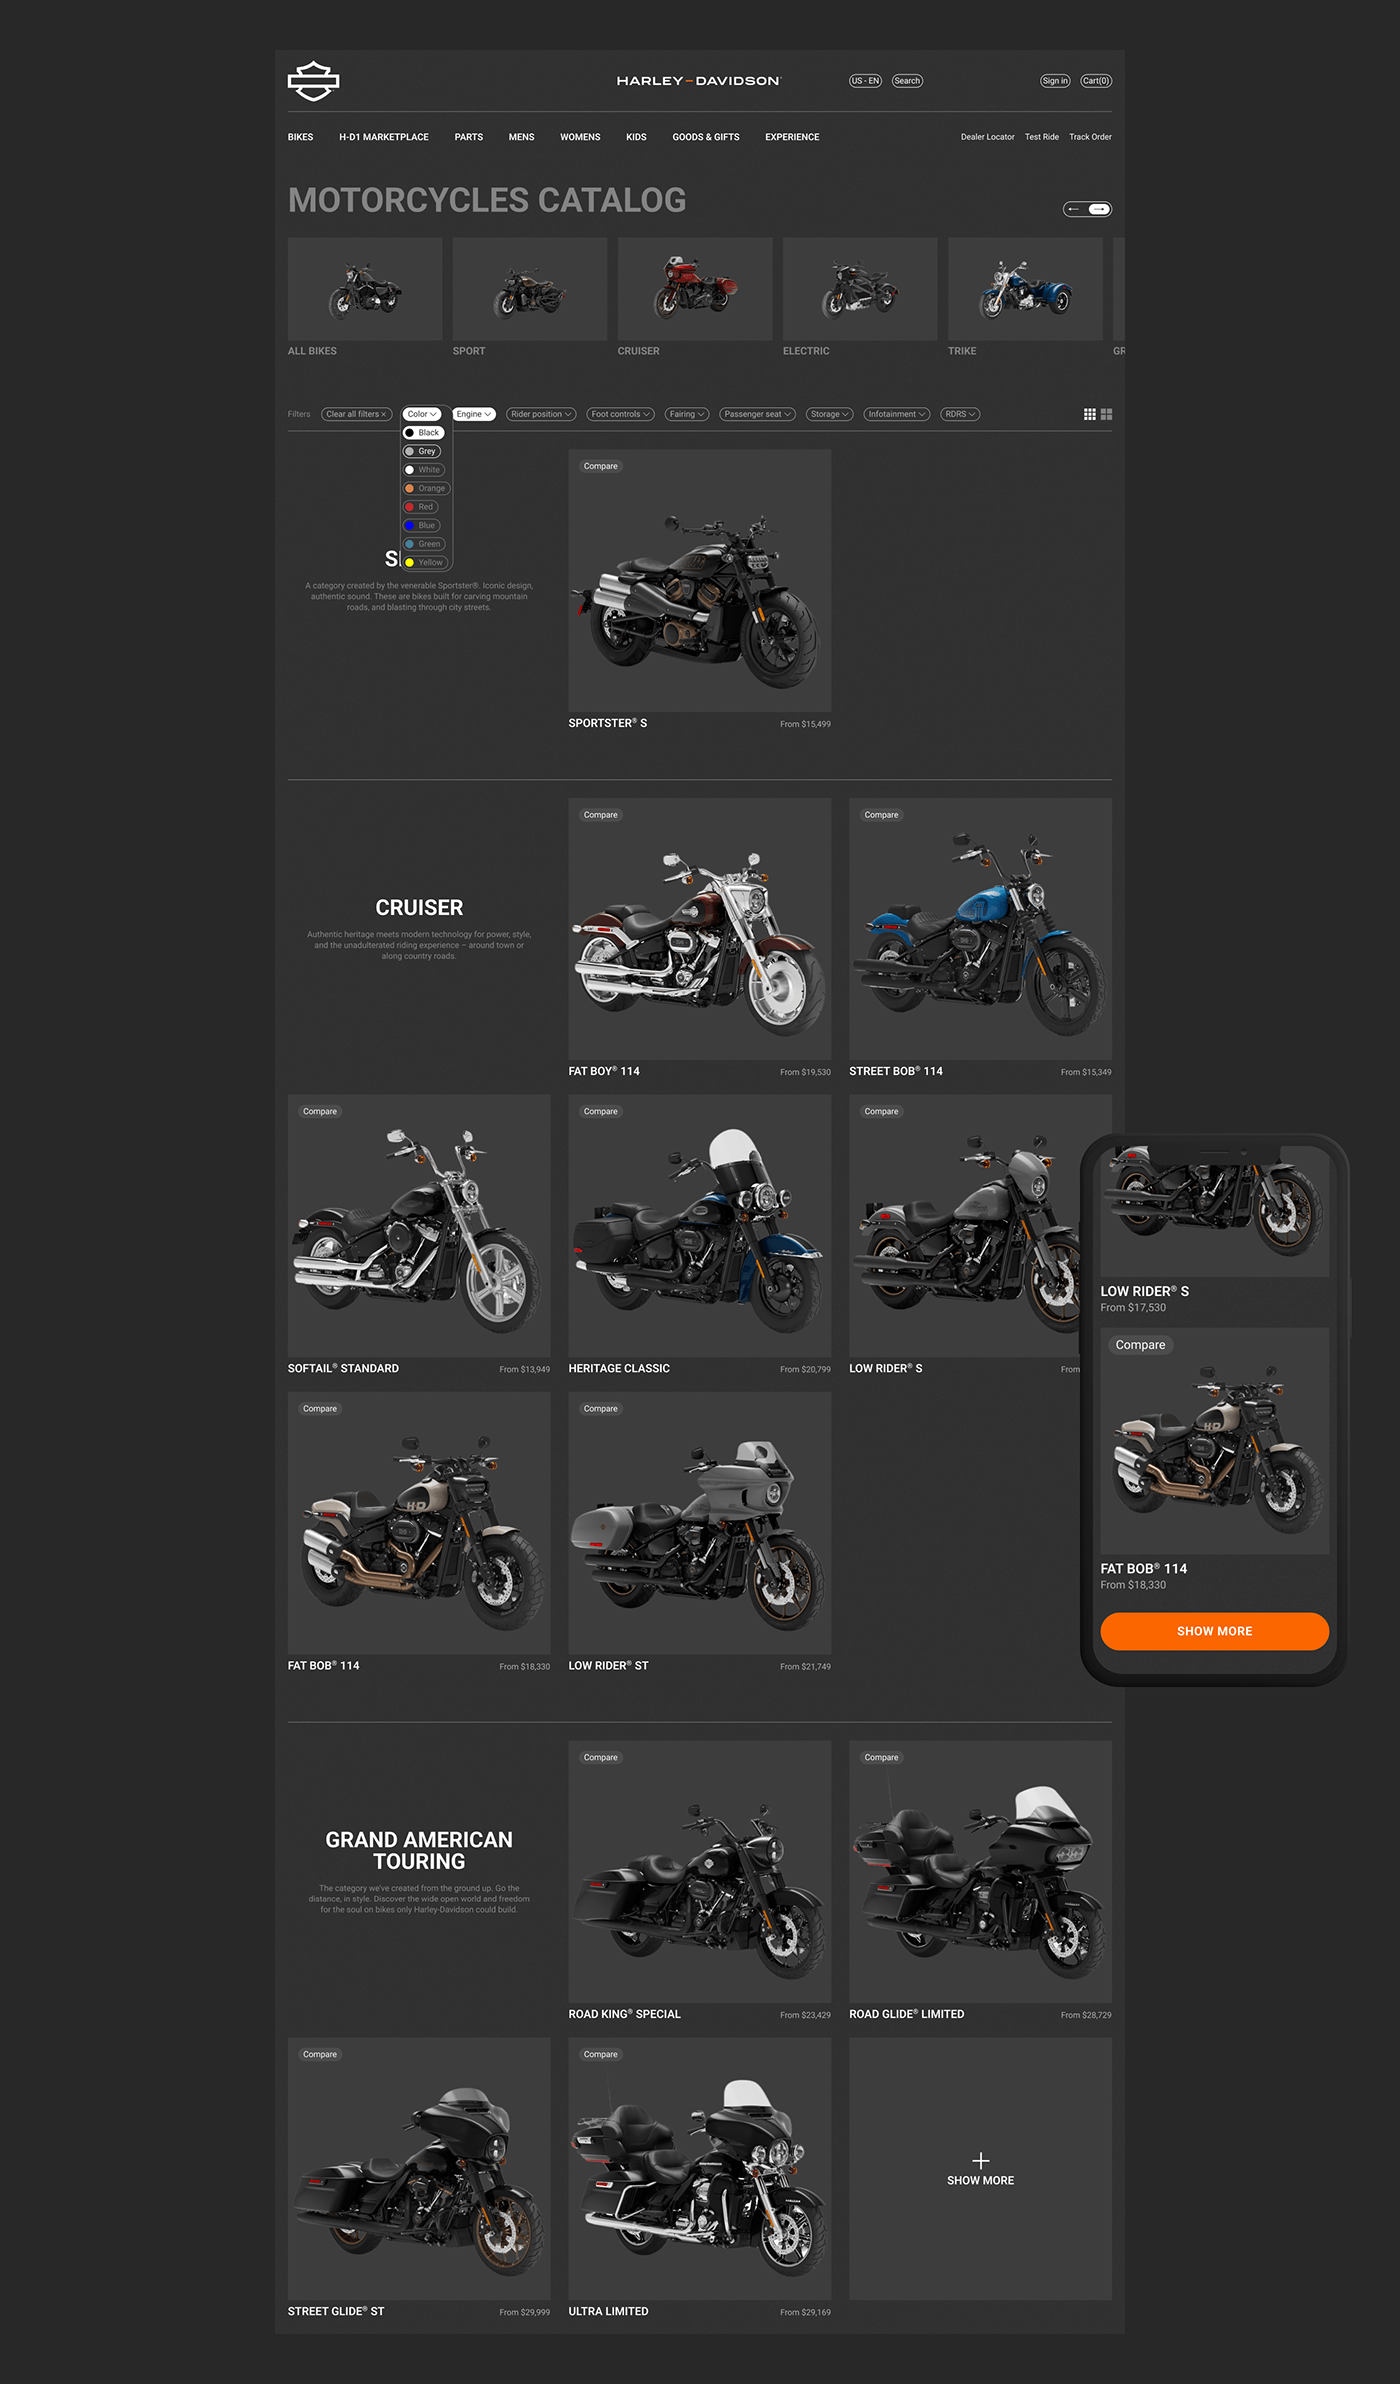 HARLEY-DAVIDSON
US - EN
Search
Sign in
Cart(0)
BIKES
H-D1 MARKETPLACE
PARTS
MENS
WOMENS
KIDS
GOODS & GIFTS
EXPERIENCE
Dealer Locator
Test Ride
Track Order
MOTORCYCLES CATALOG
ALL BIKES
SPORT
CRUISER
ELECTRIC
TRIKE
GR
Filters
Clear all filters ×
Color
Engine
Rider position
Foot controls
Fairing
Passenger seat
Storage
Infotainment
RDRS
Black
Grey
White
Orange
Red
Blue
Green
Yellow
S
A category created by the venerable Sportster®. Iconic design,
authentic sound. These are bikes built for carving mountain
roads, and blasting through city streets.
Compare
SPORTSTER® S
From $15,499
CRUISER
Authentic heritage meets modern technology for power, style,
and the unadulterated riding experience – around town or
along country roads.
Compare
FAT BOY® 114
From $19,530
Compare
STREET BOB® 114
From $15,349
Compare
SOFTAIL® STANDARD
From $13,949
Compare
HERITAGE CLASSIC
From $20,799
Compare
LOW RIDER® S
From
LOW RIDER® S
From $17,530
Compare
H-D
FAT BOB® 114
From $18,330
SHOW MORE
Compare
H-D
FAT BOB® 114
From $18,330
Compare
LOW RIDER® ST
From $21,749
GRAND AMERICAN
TOURING
The category we've created from the ground up. Go the
distance, in style. Discover the wide open world and freedom
for the soul on bikes only Harley-Davidson could build.
Compare
ROAD KING® SPECIAL
From $23,429
Compare
ROAD GLIDE® LIMITED
From $28,729
Compare
STREET GLIDE® ST
From $29,999
Compare
ULTRA LIMITED
From $29,169
SHOW MORE